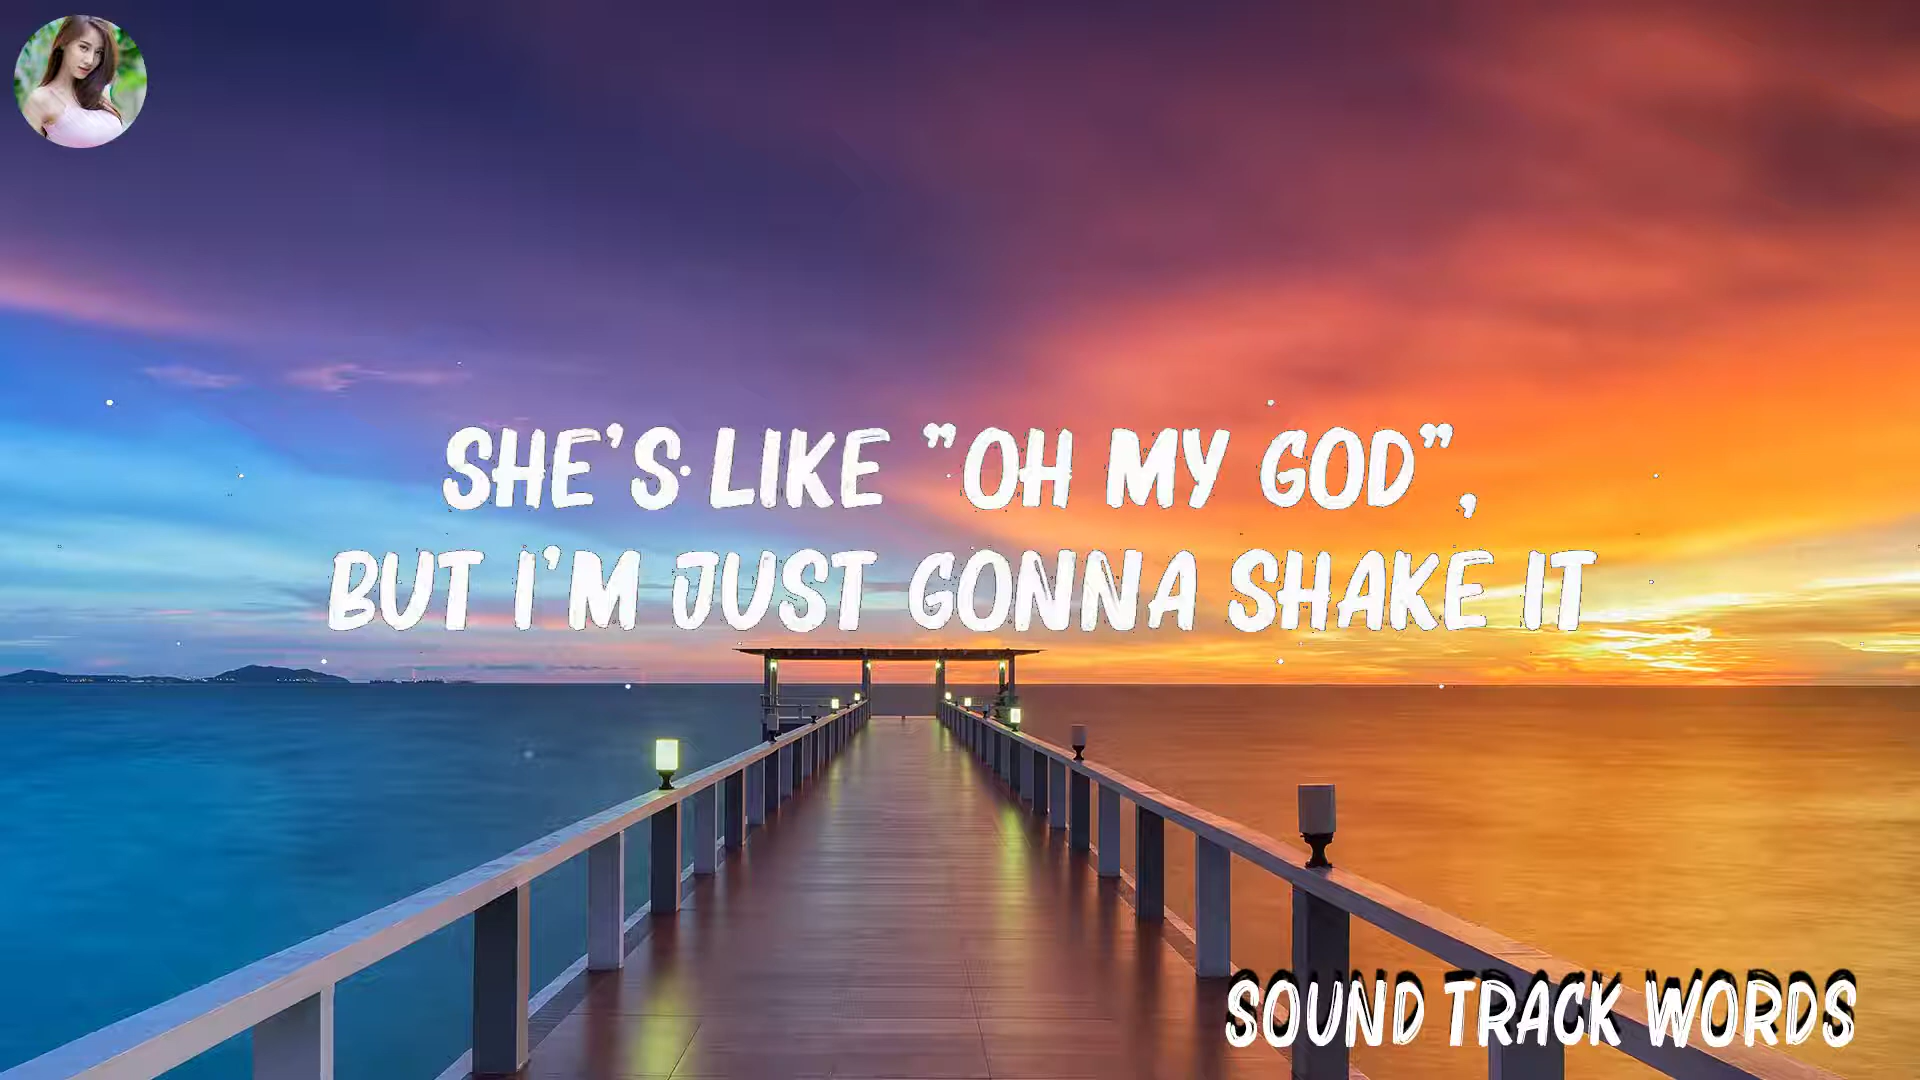 SHE'S LIKE "OH MY GOD",
BUT I'M JUST GONNA SHAKE IT
SOUND TRACK WORDS